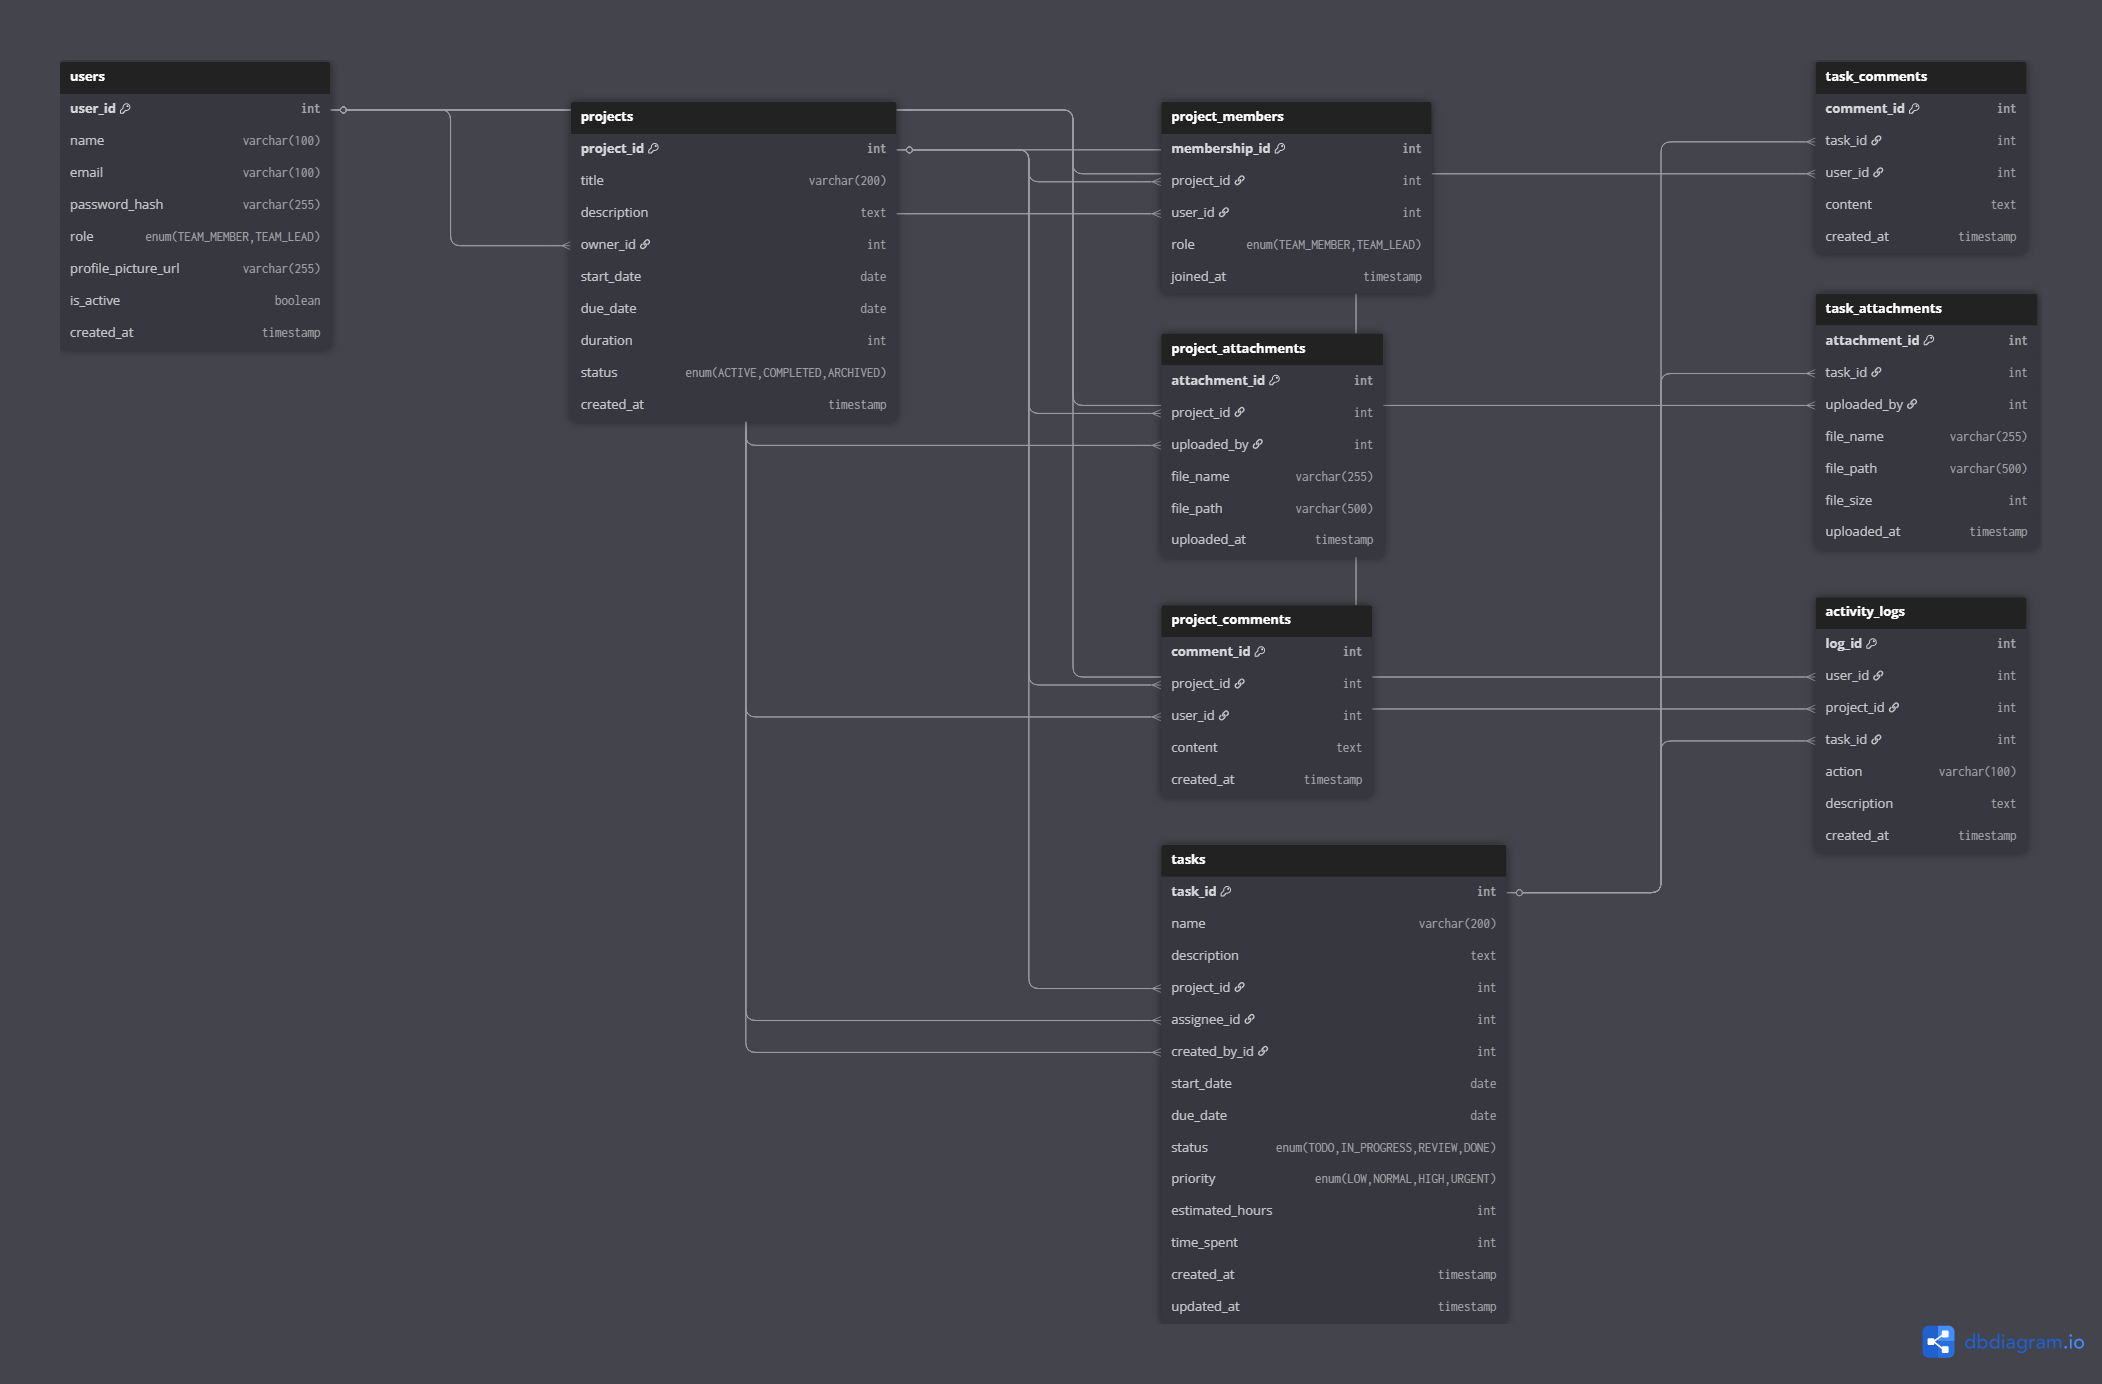 users
user_id int
name varchar(100)
email varchar(100)
password_hash varchar(255)
role enum(TEAM_MEMBER,TEAM_LEAD)
profile_picture_url varchar(255)
is_active boolean
created_at timestamp
projects
project_id int
title varchar(200)
description text
owner_id int
start_date date
due_date date
duration int
status enum(ACTIVE,COMPLETED,ARCHIVED)
created_at timestamp
project_members
membership_id int
project_id int
user_id int
role enum(TEAM_MEMBER,TEAM_LEAD)
joined_at timestamp
project_attachments
attachment_id int
project_id int
uploaded_by int
file_name varchar(255)
file_path varchar(500)
uploaded_at timestamp
project_comments
comment_id int
project_id int
user_id int
content text
created_at timestamp
tasks
task_id int
name varchar(200)
description text
project_id int
assignee_id int
created_by_id int
start_date date
due_date date
status enum(TODO,IN_PROGRESS,REVIEW,DONE)
priority enum(LOW,NORMAL,HIGH,URGENT)
estimated_hours int
time_spent int
created_at timestamp
updated_at timestamp
task_comments
comment_id int
task_id int
user_id int
content text
created_at timestamp
task_attachments
attachment_id int
task_id int
uploaded_by int
file_name varchar(255)
file_path varchar(500)
file_size int
uploaded_at timestamp
activity_logs
log_id int
user_id int
project_id int
task_id int
action varchar(100)
description text
created_at timestamp
dbdiagram.io